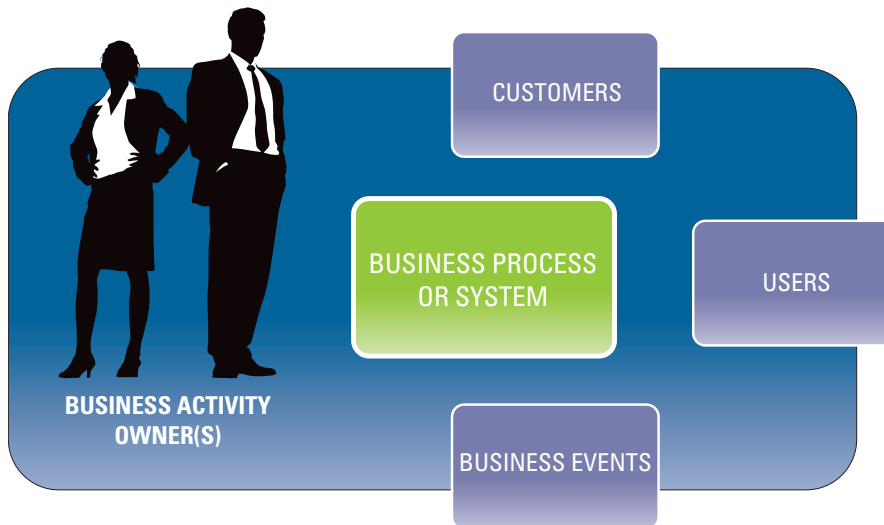 CUSTOMERS
BUSINESS PROCESS
OR SYSTEM
USERS
BUSINESS ACTIVITY
OWNER(S)
BUSINESS EVENTS